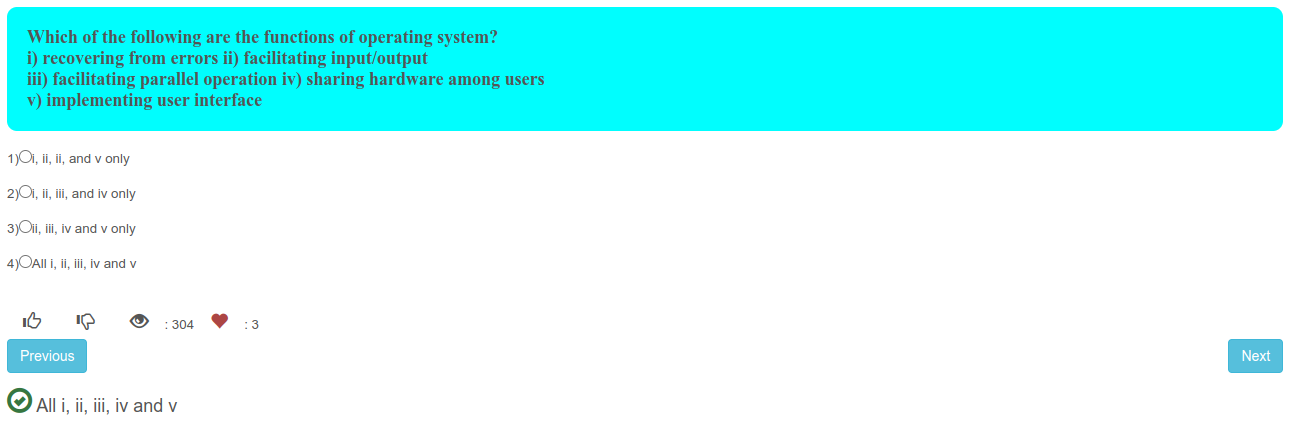 Which of the following are the functions of operating system?
i) recovering from errors ii) facilitating input/output
iii) facilitating parallel operation iv) sharing hardware among users
v) implementing user interface
1) i, ii, ii, and v only
2) i, ii, iii, and iv only
3) ii, iii, iv and v only
4) All i, ii, iii, iv and v
: 304 : 3
Previous Next
All i, ii, iii, iv and v